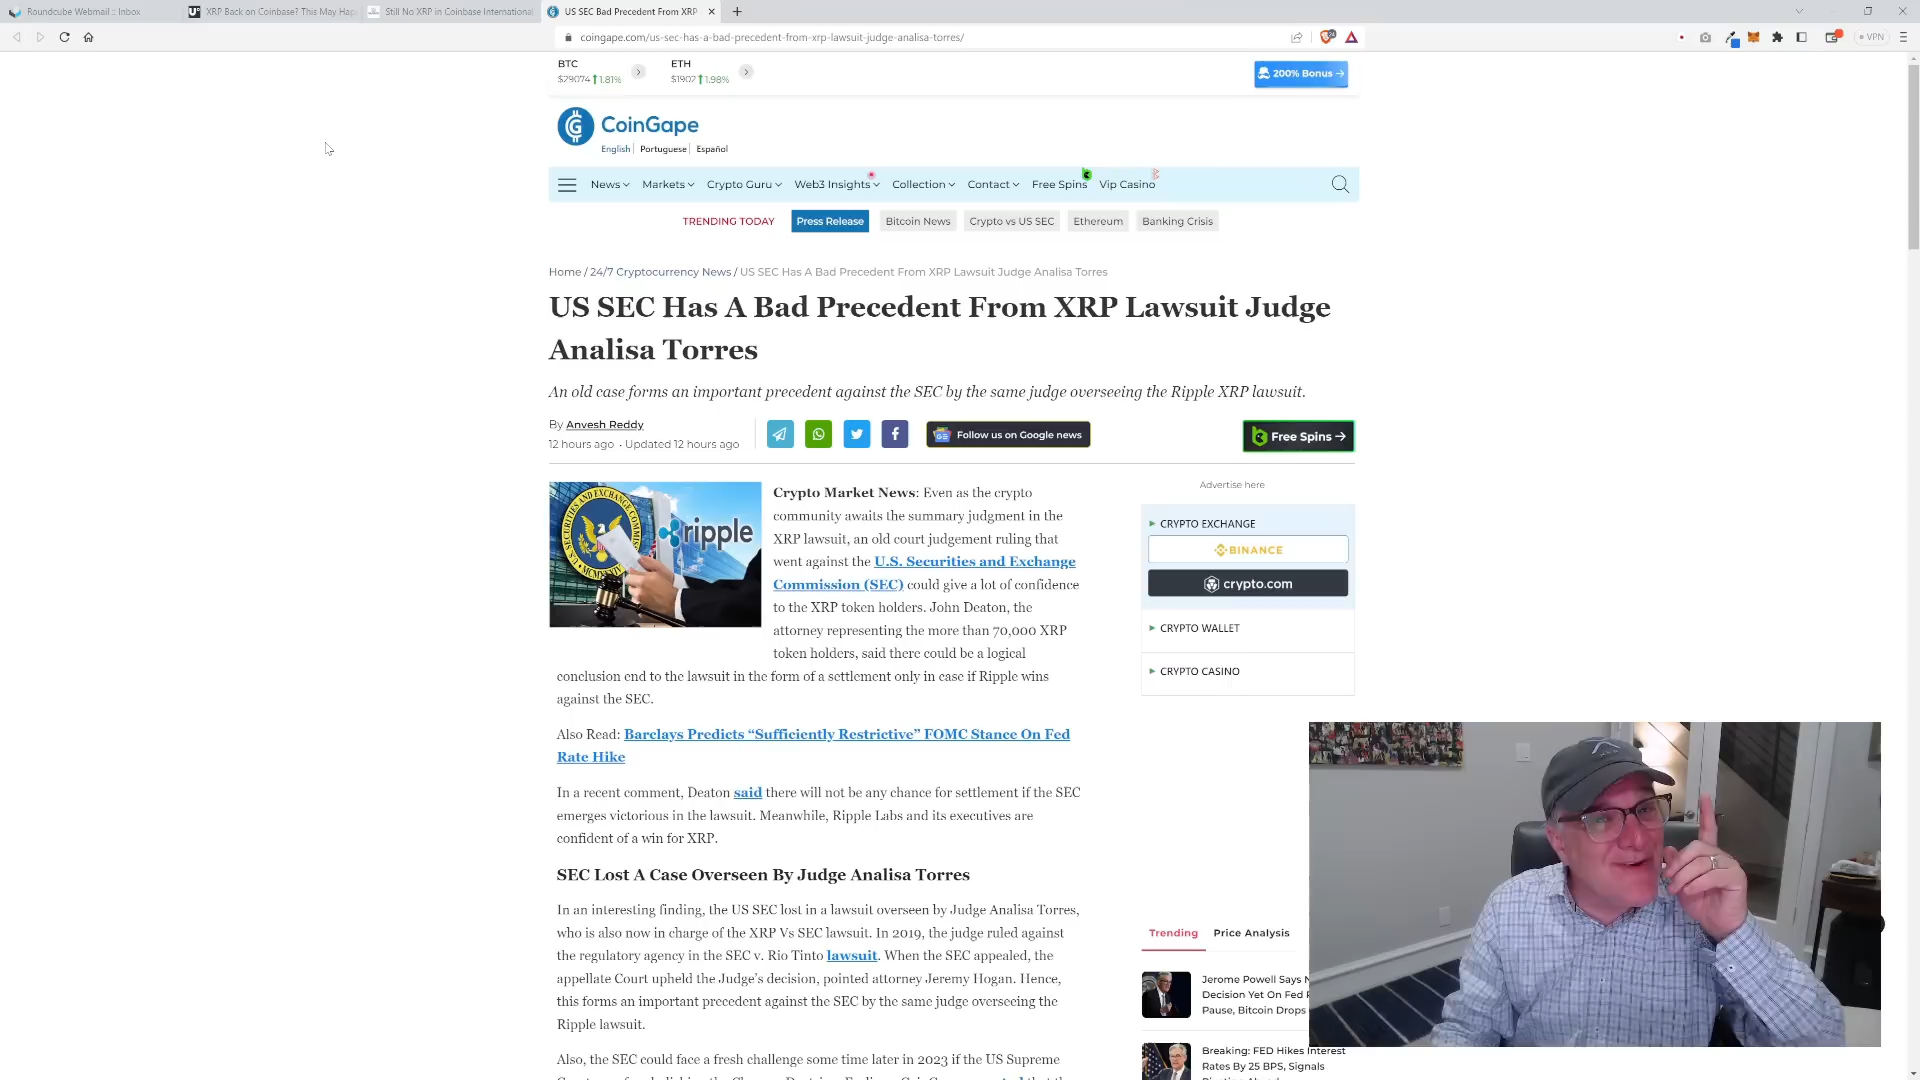 Roundcube Webmail :: Inbox
XRP Back on Coinbase? This May Hap
Still No XRP in Coinbase International
US SEC Bad Precedent From XRP
coingape.com/us-sec-has-a-bad-precedent-from-xrp-lawsuit-judge-analisa-torres/
VPN
BTC
$29074 1.81%
ETH
$1902 1.98%
200% Bonus
CoinGape
English Portuguese Español
News Markets Crypto Guru Web3 Insights Collection Contact Free Spins Vip Casino
TRENDING TODAY Press Release Bitcoin News Crypto vs US SEC Ethereum Banking Crisis
Home / 24/7 Cryptocurrency News / US SEC Has A Bad Precedent From XRP Lawsuit Judge Analisa Torres
US SEC Has A Bad Precedent From XRP Lawsuit Judge
Analisa Torres
An old case forms an important precedent against the SEC by the same judge overseeing the Ripple XRP lawsuit.
By Anvesh Reddy
12 hours ago • Updated 12 hours ago
Follow us on Google news
Free Spins
ripple
Crypto Market News: Even as the crypto
community awaits the summary judgment in the
XRP lawsuit, an old court judgement ruling that
went against the U.S. Securities and Exchange
Commission (SEC) could give a lot of confidence
to the XRP token holders. John Deaton, the
attorney representing the more than 70,000 XRP
token holders, said there could be a logical
conclusion end to the lawsuit in the form of a settlement only in case if Ripple wins
against the SEC.
Also Read: Barclays Predicts “Sufficiently Restrictive” FOMC Stance On Fed
Rate Hike
In a recent comment, Deaton said there will not be any chance for settlement if the SEC
emerges victorious in the lawsuit. Meanwhile, Ripple Labs and its executives are
confident of a win for XRP.
SEC Lost A Case Overseen By Judge Analisa Torres
In an interesting finding, the US SEC lost in a lawsuit overseen by Judge Analisa Torres,
who is also now in charge of the XRP Vs SEC lawsuit. In 2019, the judge ruled against
the regulatory agency in the SEC v. Rio Tinto lawsuit. When the SEC appealed, the
appellate Court upheld the Judge's decision, pointed attorney Jeremy Hogan. Hence,
this forms an important precedent against the SEC by the same judge overseeing the
Ripple lawsuit.
Also, the SEC could face a fresh challenge some time later in 2023 if the US Supreme
Advertise here
CRYPTO EXCHANGE
BINANCE
crypto.com
CRYPTO WALLET
CRYPTO CASINO
Trending Price Analysis
Jerome Powell Says
Decision Yet On Fed
Pause, Bitcoin Drops
Breaking: FED Hikes Interest
Rates By 25 BPS, Signals